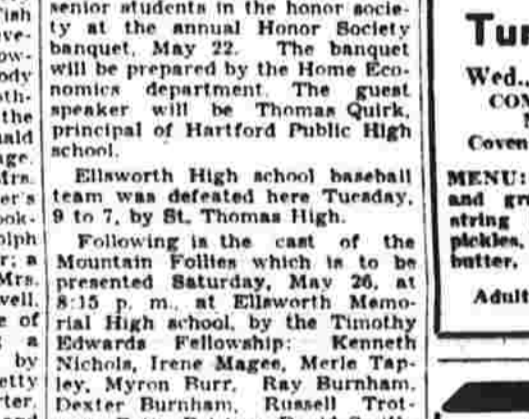 senior students in the honor socie-
ty at the annual Honor Society
banquet, May 22. The banquet
will be prepared by the Home Eco-
nomics department. The guest
speaker will be Thomas Quirk,
principal of Hartford Public High
school.
Ellsworth High school baseball
team was defeated here Tuesday,
9 to 7, by St. Thomas High.
Following is the cast of the
Mountain Follies which is to be
presented Saturday, May 26, at
8:15 p. m., at Ellsworth Memo-
rial High school, by the Timothy
Edwards Fellowship: Kenneth
Nichols, Irene Magee, Merle Tap-
ley, Myron Burr, Ray Burnham,
Dexter Burnham, Russell Trot-
Tur
Wed.,
CON
Coven
MENU:
and gr
string
pickles,
butter,
Adult